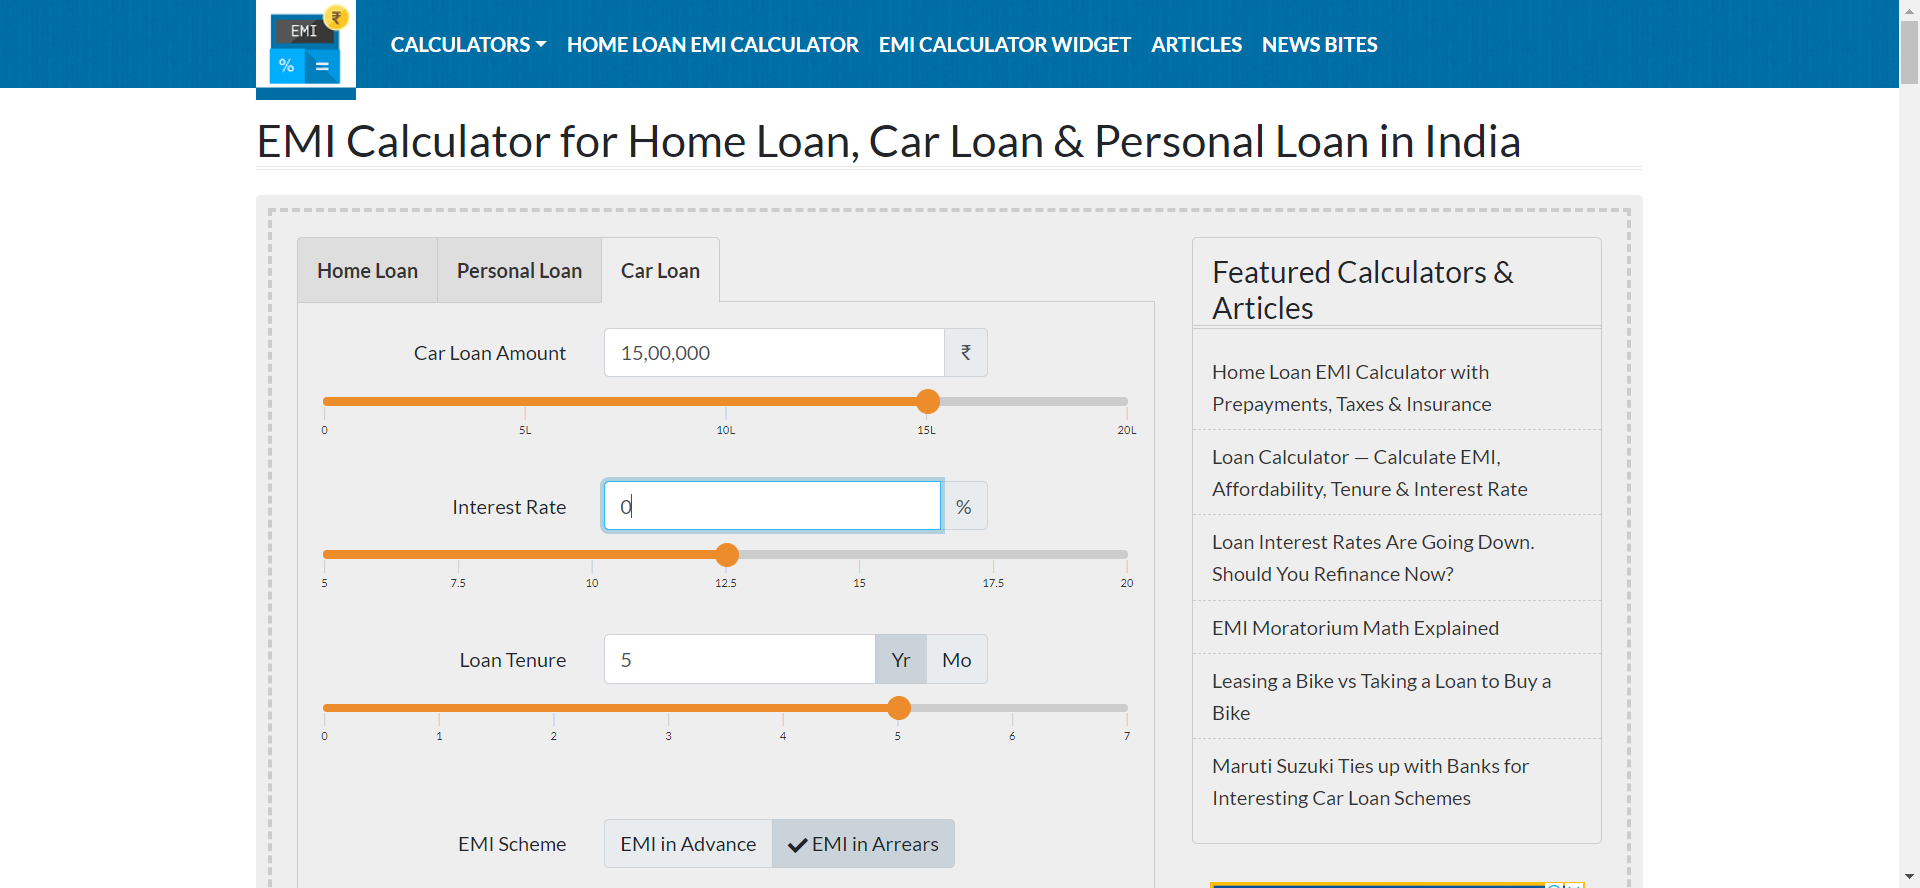 EMI
₹
%
=
CALCULATORS
HOME LOAN EMI CALCULATOR
EMI CALCULATOR WIDGET
ARTICLES
NEWS BITES
EMI Calculator for Home Loan, Car Loan & Personal Loan in India
Home Loan
Personal Loan
Car Loan
Car Loan Amount
15,00,000
₹
0
5L
10L
15L
20L
Interest Rate
0
%
5
7.5
10
12.5
15
17.5
20
Loan Tenure
5
Yr
Mo
0
1
2
3
4
5
6
7
EMI Scheme
EMI in Advance
EMI in Arrears
Featured Calculators &
Articles
Home Loan EMI Calculator with
Prepayments, Taxes & Insurance
Loan Calculator — Calculate EMI,
Affordability, Tenure & Interest Rate
Loan Interest Rates Are Going Down.
Should You Refinance Now?
EMI Moratorium Math Explained
Leasing a Bike vs Taking a Loan to Buy a
Bike
Maruti Suzuki Ties up with Banks for
Interesting Car Loan Schemes